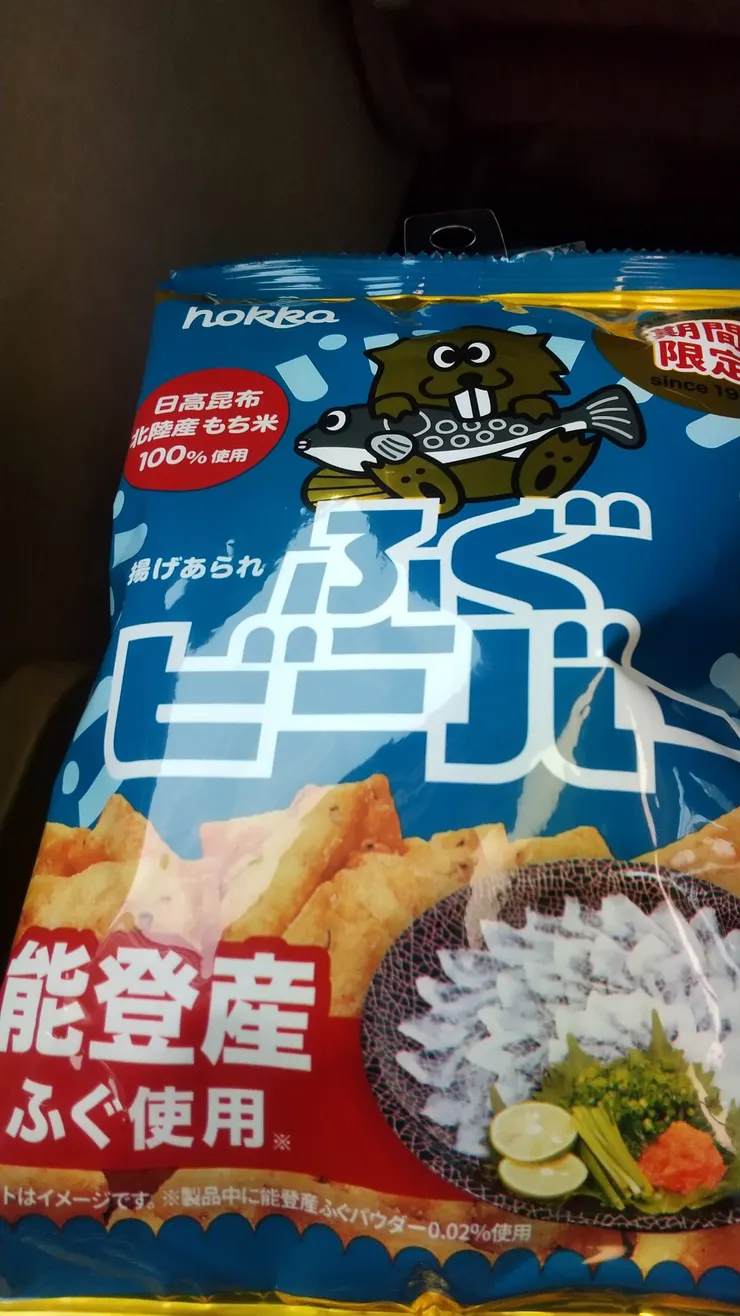 hokka
期間
限定
since 19
日高昆布
北陸産もち米
100%使用
揚げあられ
ふぐ
ビーバー
能登産
ふぐ使用※
トはイメージです。※製品中に能登産ふぐパウダー0.02%使用